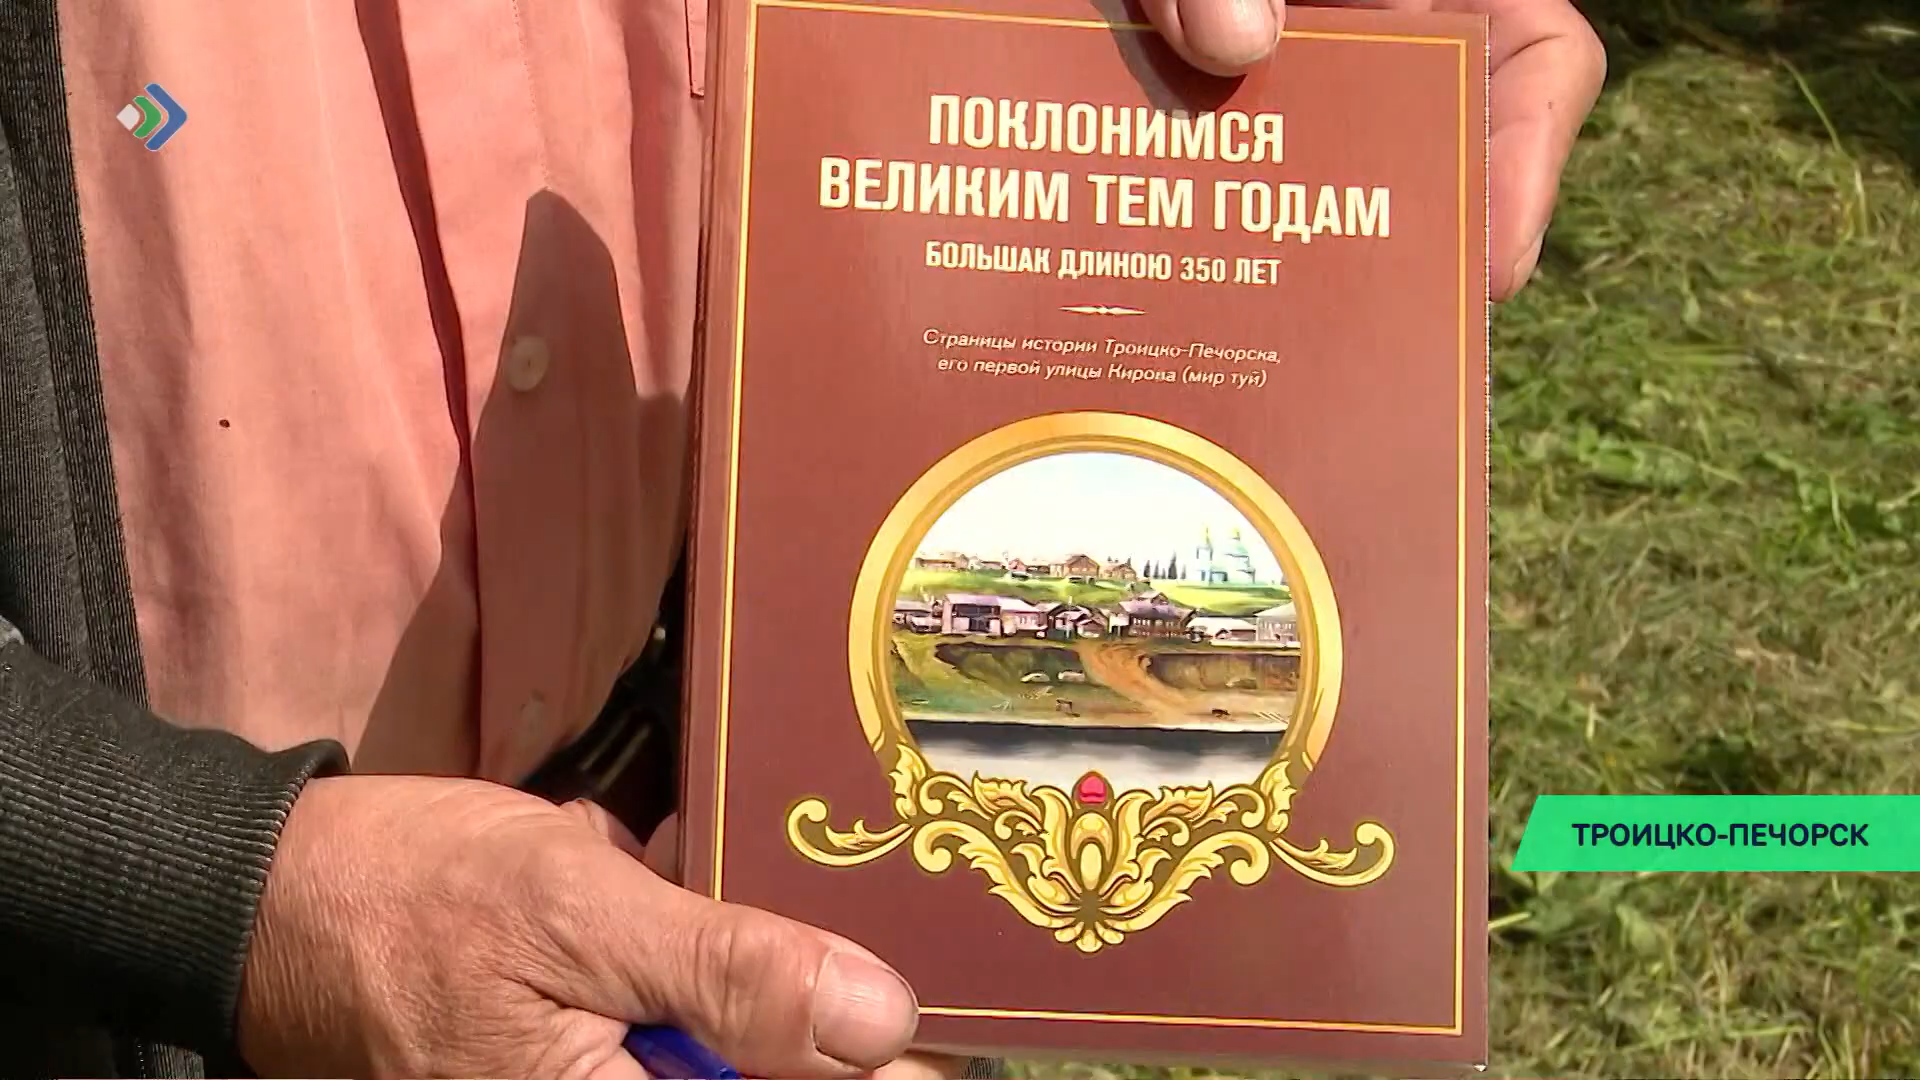 ПОКЛОНИМСЯ
ВЕЛИКИМ ТЕМ ГОДАМ
БОЛЬШАК ДЛИНОЮ 350 ЛЕТ
Страницы истории Троицко-Печорска,
его первой улицы Кирова (мир туй)
ТРОИЦКО-ПЕЧОРСК